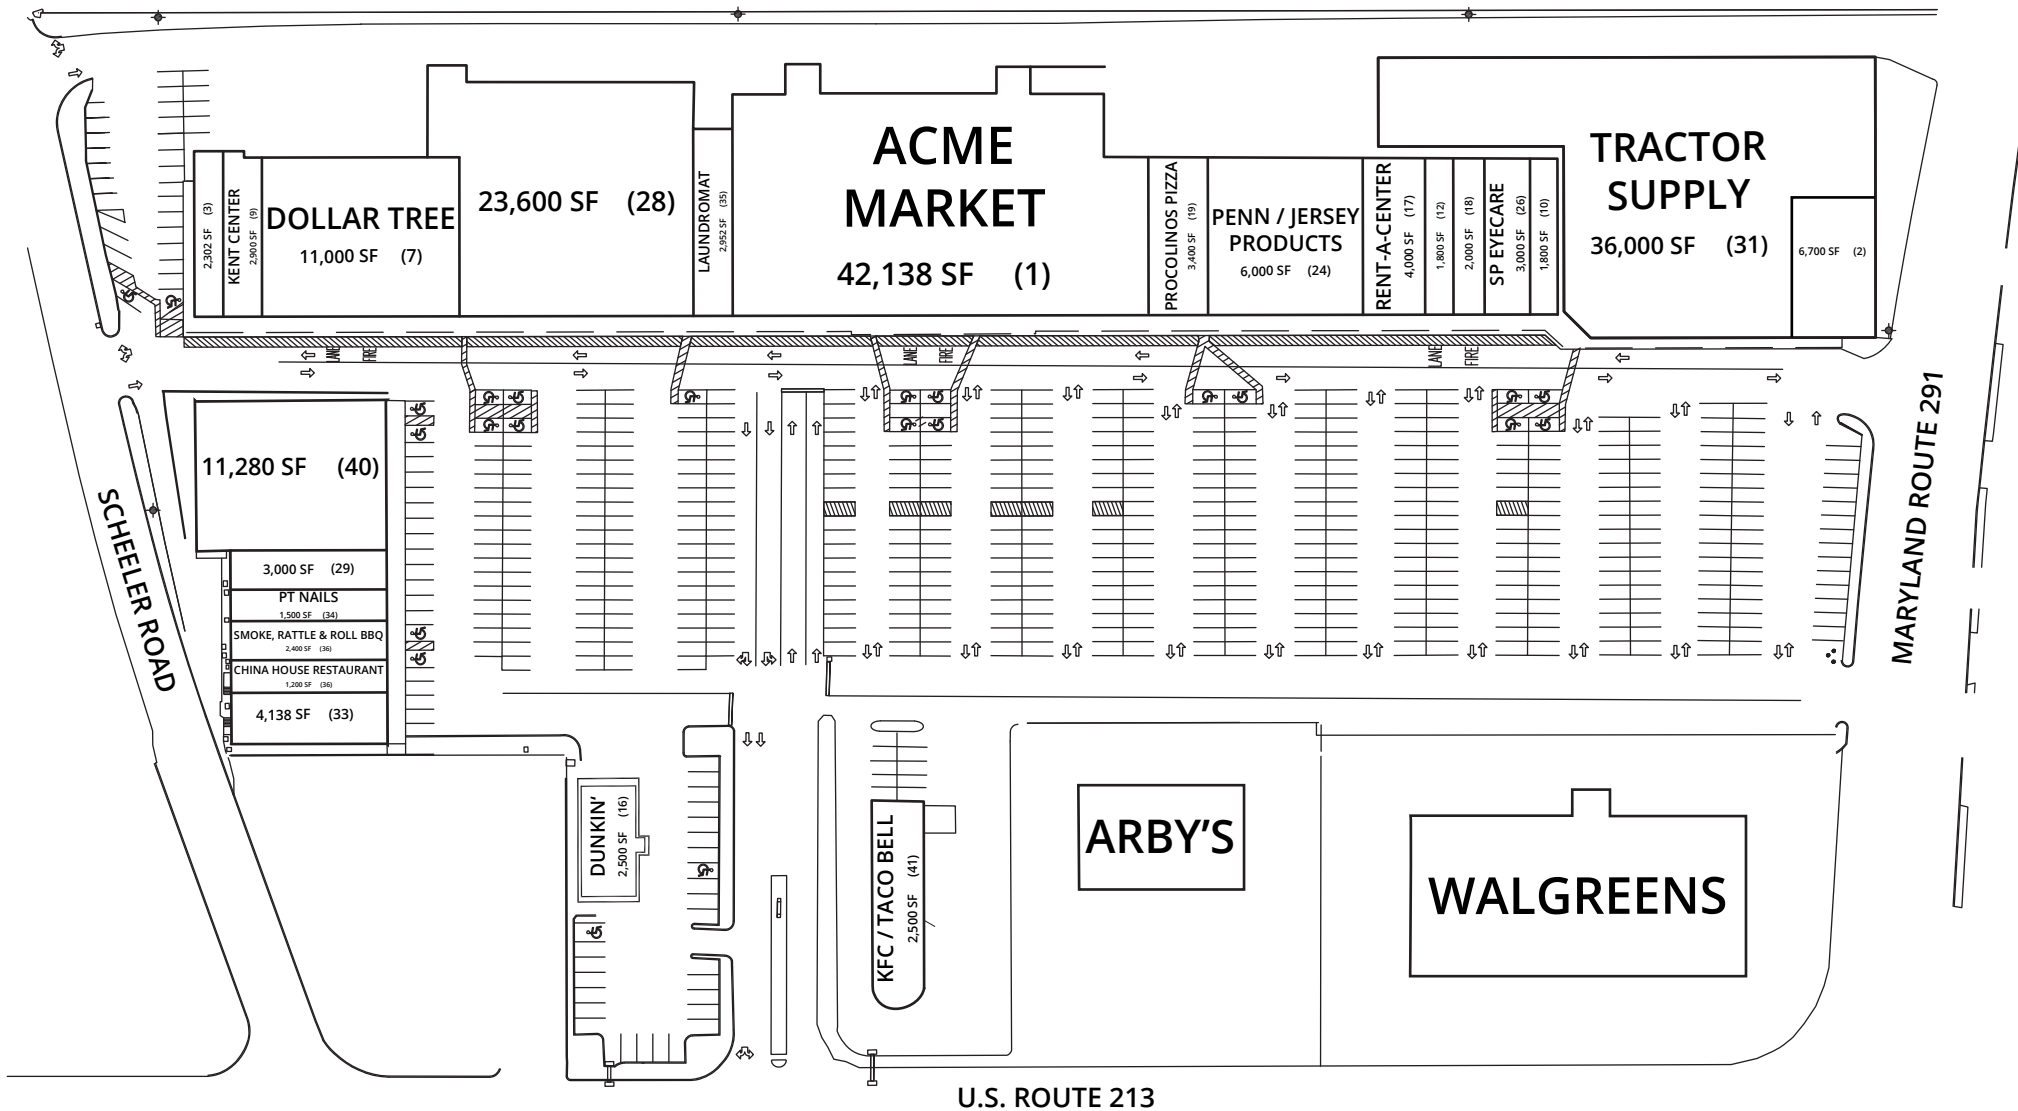 2,302 SF (3)
KENT CENTER
2,900 SF (9)
DOLLAR TREE
11,000 SF (7)
23,600 SF (28)
LAUNDROMAT
2,952 SF (35)
ACME
MARKET
42,138 SF (1)
PROCOLINOS PIZZA
3,400 SF (19)
PENN / JERSEY
PRODUCTS
6,000 SF (24)
RENT-A-CENTER
4,000 SF (17)
1,800 SF (12)
2,000 SF (18)
SP EYECARE
3,000 SF (26)
1,800 SF (10)
TRACTOR
SUPPLY
36,000 SF (31)
6,700 SF (2)
LANE
FIRE
LANE
FIRE
LANE
FIRE
11,280 SF (40)
3,000 SF (29)
PT NAILS
1,500 SF (34)
SMOKE, RATTLE & ROLL BBQ
2,400 SF (36)
CHINA HOUSE RESTAURANT
1,200 SF (36)
4,138 SF (33)
SCHEELER ROAD
MARYLAND ROUTE 291
DUNKIN'
2,500 SF (16)
KFC / TACO BELL
2,500 SF (41)
ARBY'S
WALGREENS
U.S. ROUTE 213